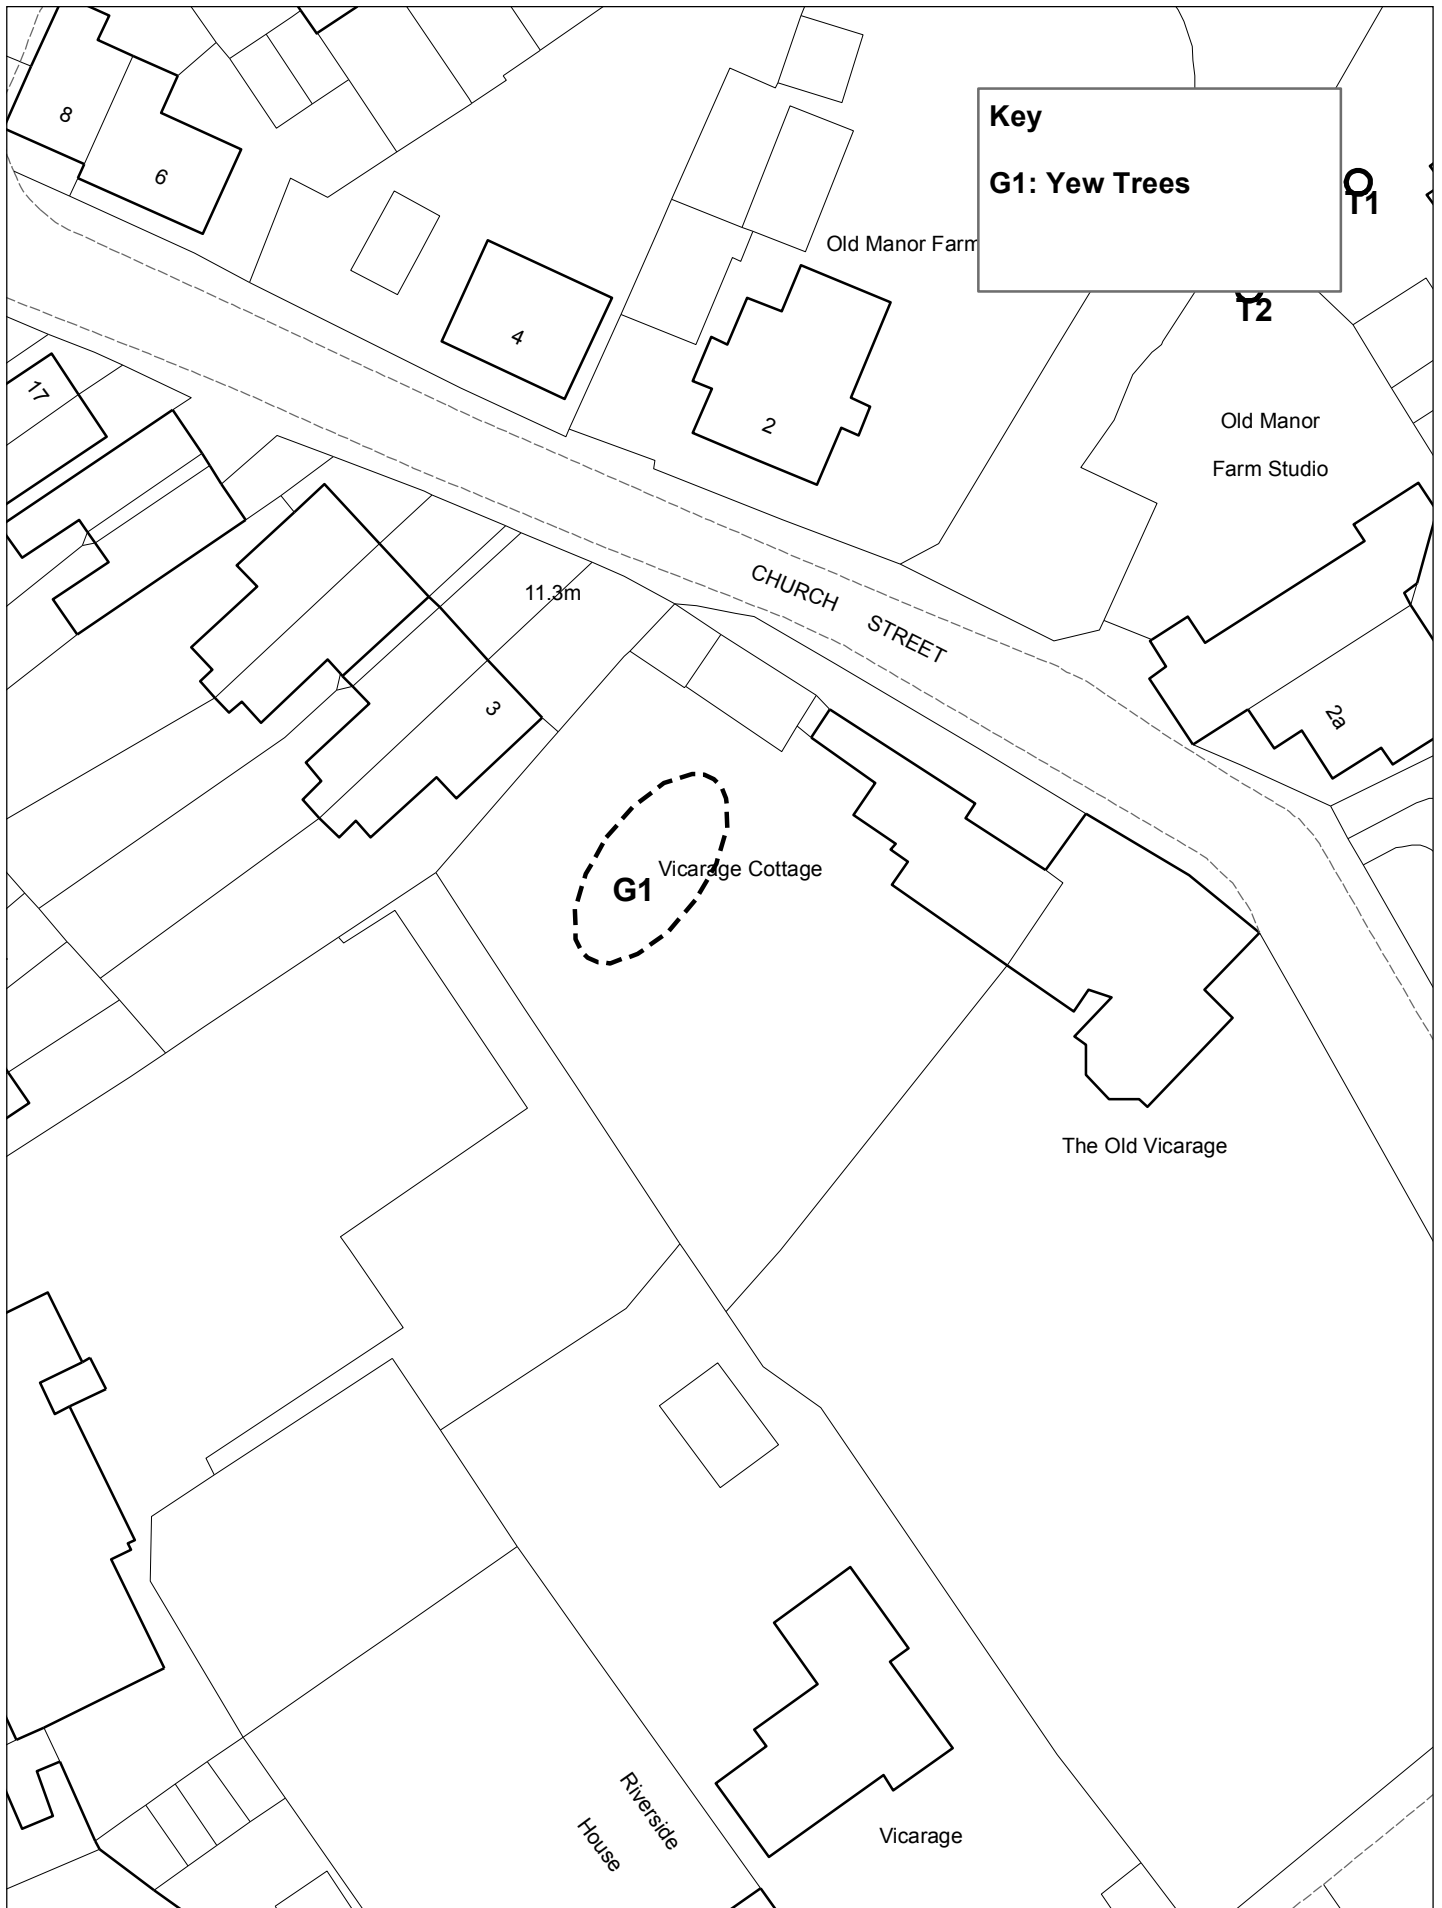 8
6
Key
G1: Yew Trees
T1
Old Manor Farm
T2
4
17
2
Old Manor
Farm Studio
11.3m
CHURCH STREET
3
2a
Vicarage Cottage
G1
The Old Vicarage
Riverside
House
Vicarage